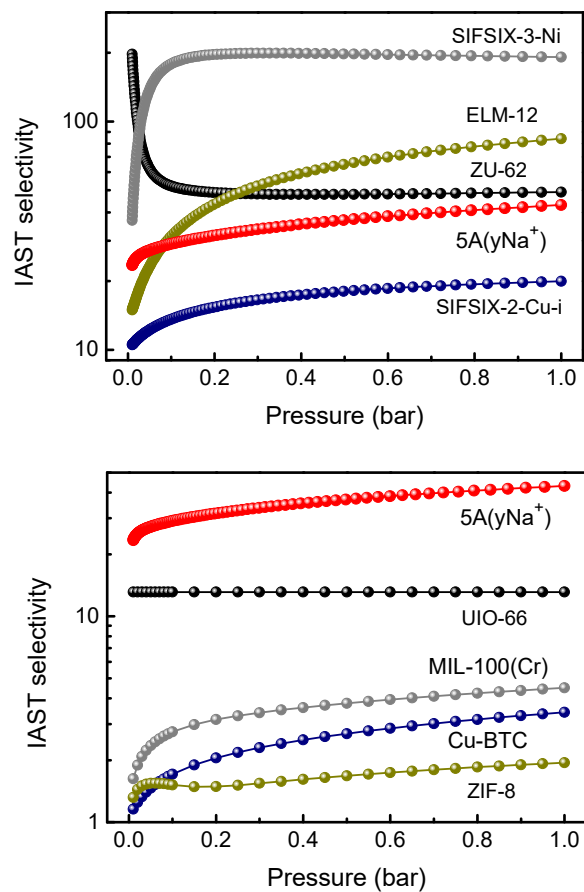 SIFSIX-3-Ni
100
ELM-12
ZU-62
5A(yNa⁺)
SIFSIX-2-Cu-i
10
IAST selectivity
0.0 0.2 0.4 0.6 0.8 1.0
Pressure (bar)
5A(yNa⁺)
10
UIO-66
MIL-100(Cr)
Cu-BTC
ZIF-8
1
IAST selectivity
0.0 0.2 0.4 0.6 0.8 1.0
Pressure (bar)